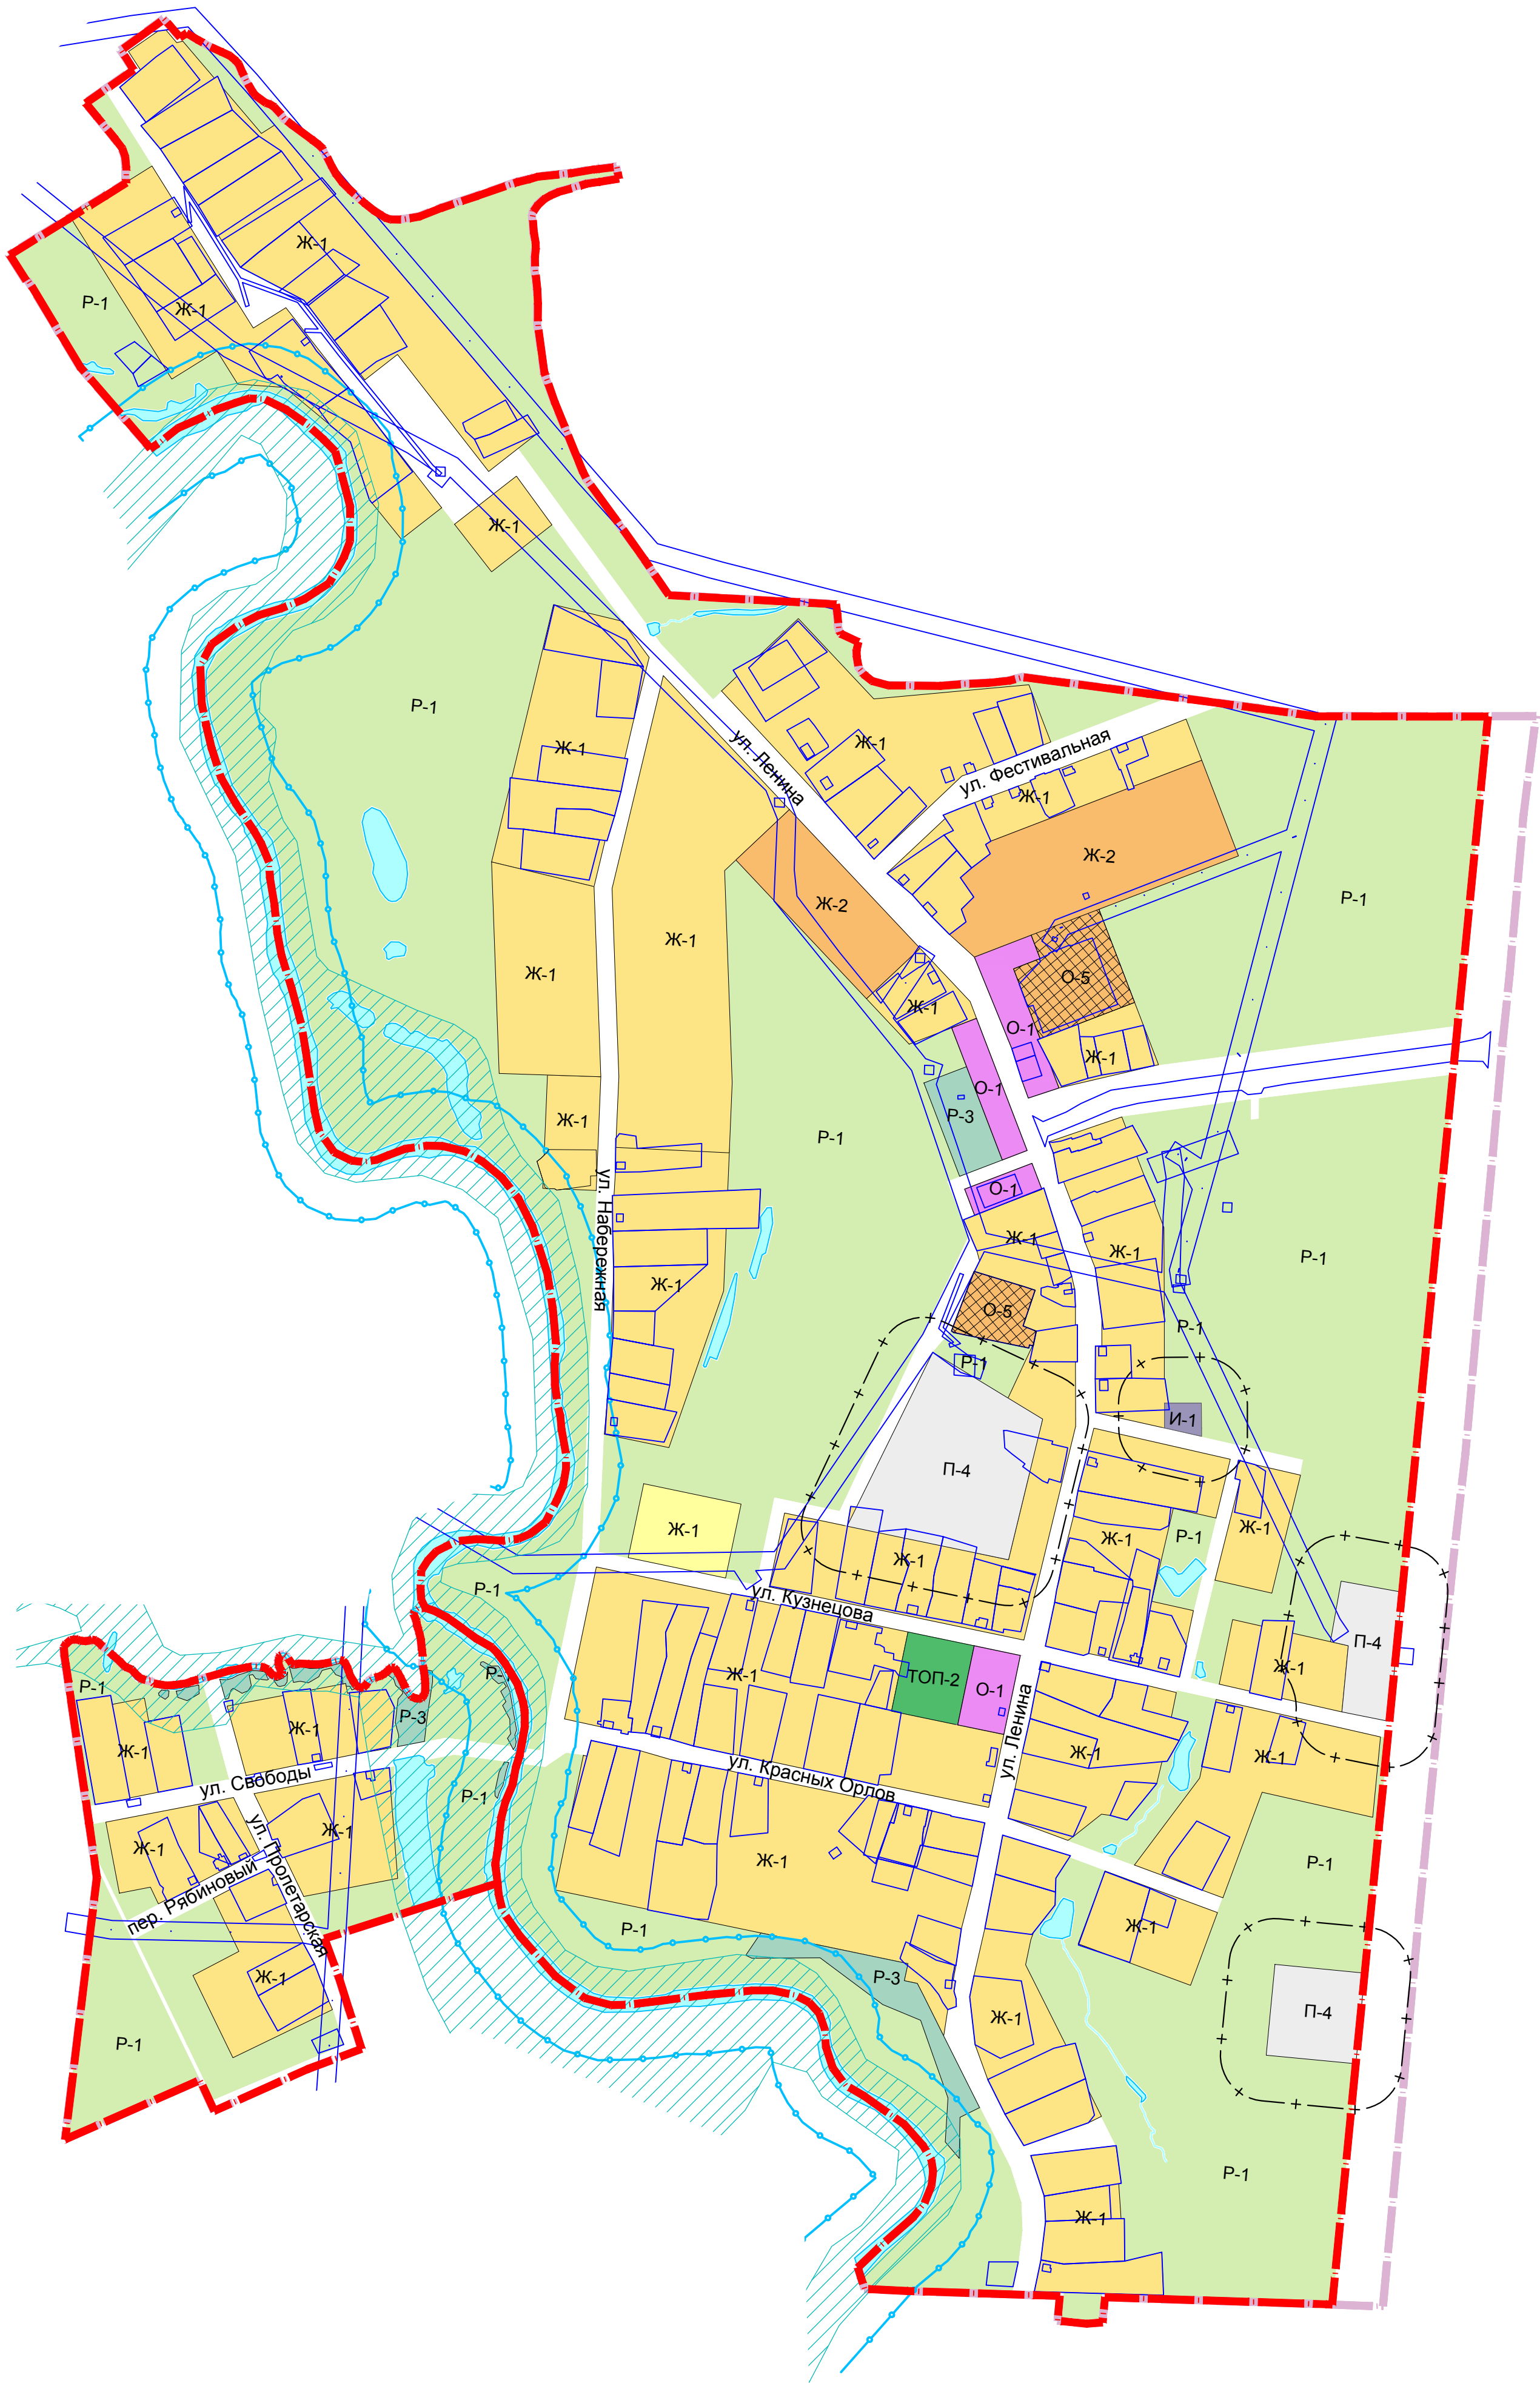 Ж-1
Р-1
Ж-1
Ж-1
Р-1
Ж-1
ул. Ленина
Ж-1
ул. Фестивальная
Ж-1
Ж-2
Ж-2
Р-1
Ж-1
Ж-1
О-5
Ж-1
О-1
Ж-1
О-1
Р-3
Ж-1
Р-1
ул. Набережная
О-1
Ж-1
Ж-1
Р-1
Ж-1
О-5
Р-1
Р-1
И-1
П-4
Ж-1
Ж-1
Р-1
Ж-1
Ж-1
Р-1
ул. Кузнецова
П-4
Ж-1
Р-1
Ж-1
ТОП-2
О-1
Р-1
Ж-1
Р-3
Ж-1
ул. Ленина
Ж-1
Ж-1
ул. Свободы
Р-1
ул. Красных Орлов
Ж-1
Ж-1
ул. Пролетарская
пер. Рябиновый
Ж-1
Р-1
Р-1
Ж-1
Ж-1
Р-3
Р-1
Ж-1
П-4
Р-1
Ж-1